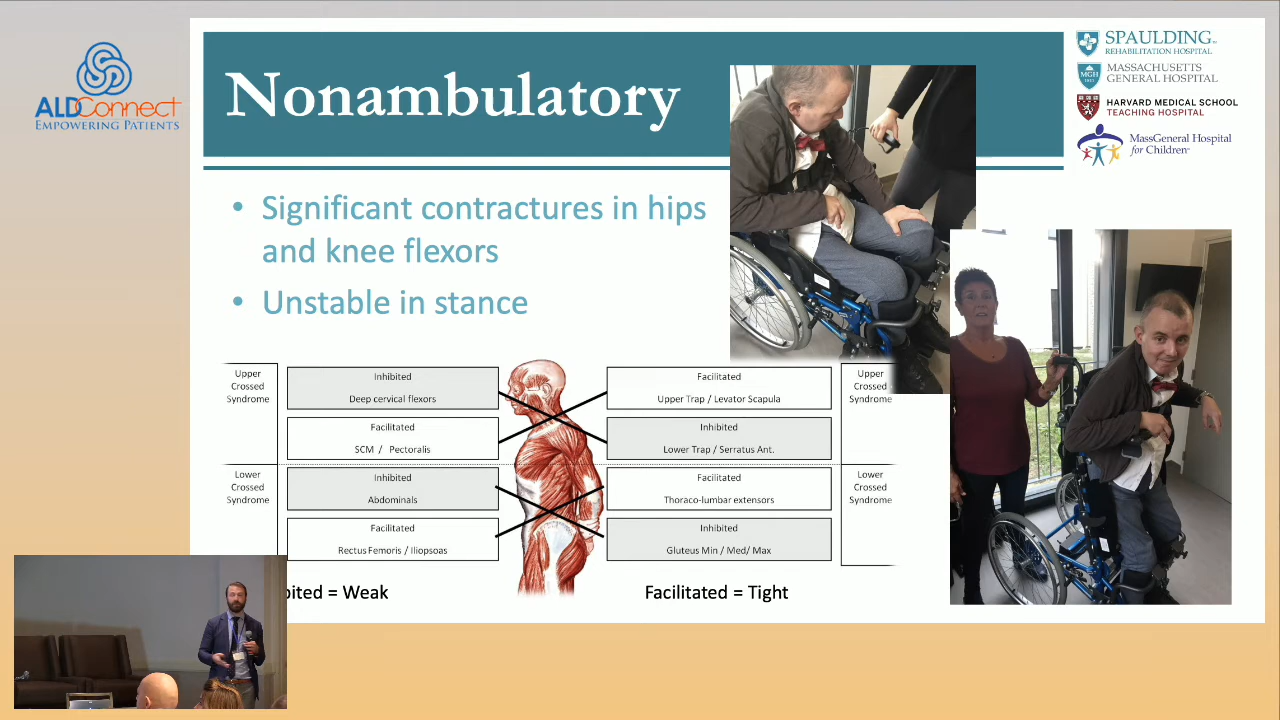 ALDConnect
EMPOWERING PATIENTS
Nonambulatory
SPAULDING
REHABILITATION HOSPITAL
MGH
1811
MASSACHUSETTS
GENERAL HOSPITAL
HARVARD MEDICAL SCHOOL
TEACHING HOSPITAL
MassGeneral Hospital
for Children
• Significant contractures in hips
and knee flexors
• Unstable in stance
Upper
Crossed
Syndrome
Inhibited
Deep cervical flexors
Facilitated
Upper Trap / Levator Scapula
Upper
Crossed
Syndrome
Facilitated
SCM / Pectoralis
Inhibited
Lower Trap / Serratus Ant.
Lower
Crossed
Syndrome
Inhibited
Abdominals
Facilitated
Thoraco-lumbar extensors
Lower
Crossed
Syndrome
Facilitated
Rectus Femoris / Iliopsoas
Inhibited
Gluteus Min / Med/ Max
bited = Weak
Facilitated = Tight